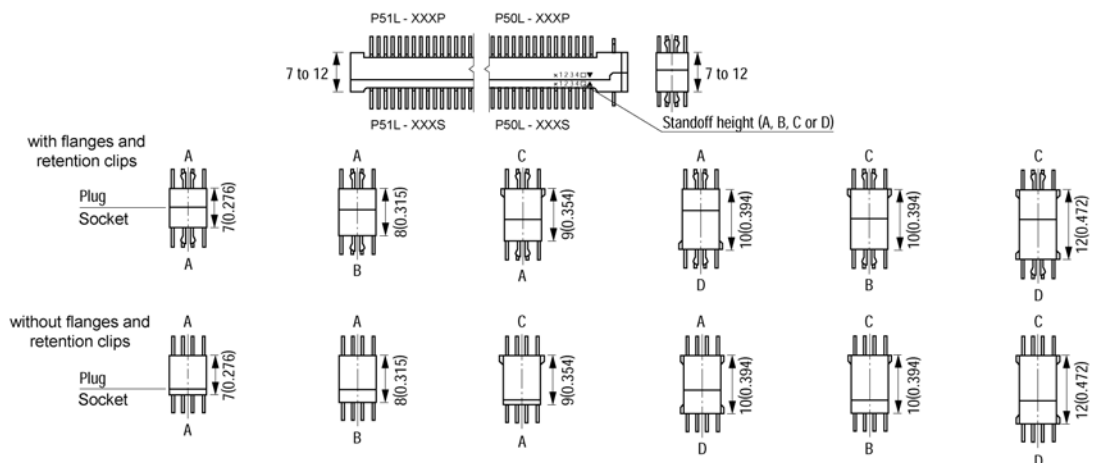 P51L - XXXP P50L - XXXP
7 to 12
7 to 12
×1234□▼
×1234□▲
P51L - XXXS P50L - XXXS
Standoff height (A, B, C or D)
with flanges and
retention clips
A A C A C C
Plug
Socket
7(0.276) 8(0.315) 9(0.354) 10(0.394) 10(0.394) 12(0.472)
A B A D B D
without flanges and
retention clips
A A C A C C
Plug
Socket
7(0.276) 8(0.315) 9(0.354) 10(0.394) 10(0.394) 12(0.472)
A B A D B D